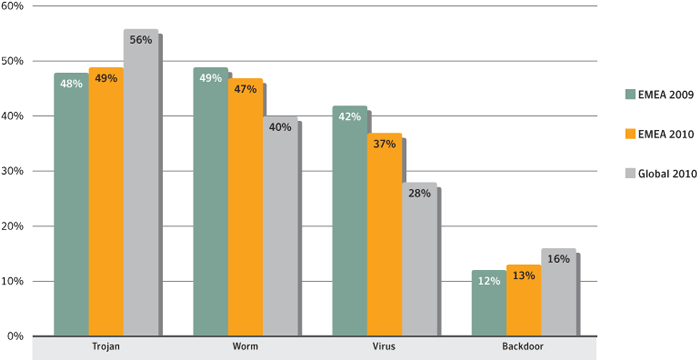 60%
50%
40%
30%
20%
10%
0%
48%
49%
56%
49%
47%
40%
42%
37%
28%
12%
13%
16%
Trojan
Worm
Virus
Backdoor
EMEA 2009
EMEA 2010
Global 2010